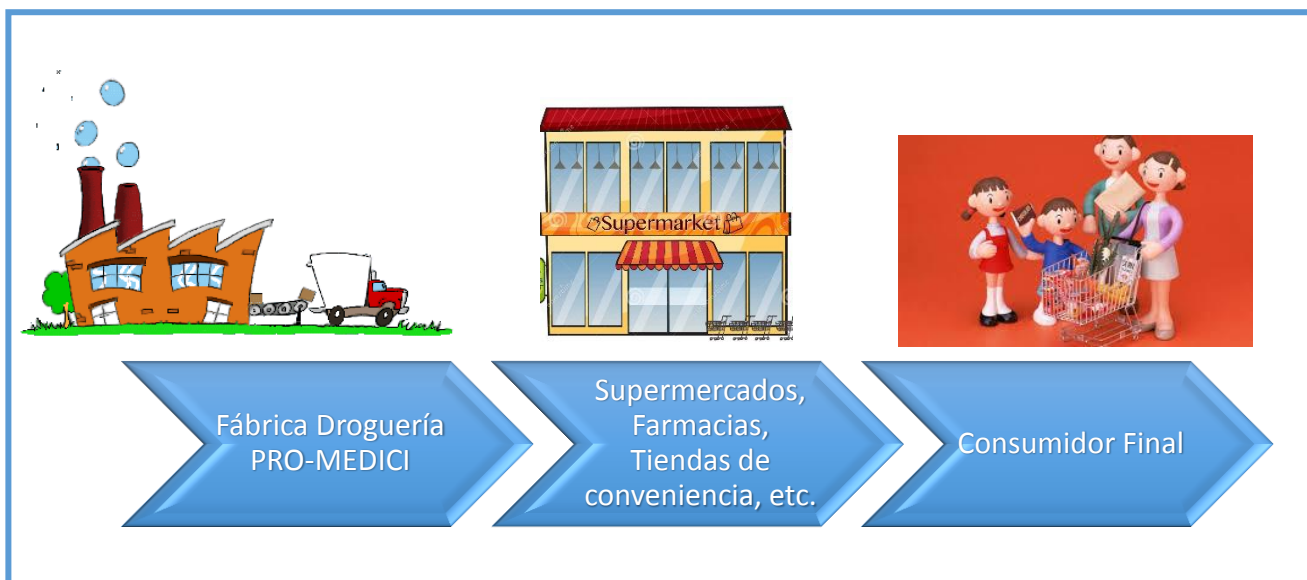 Supermarket
Fábrica Droguería
PRO-MEDICI
Supermercados,
Farmacias,
Tiendas de
conveniencia, etc.
Consumidor Final